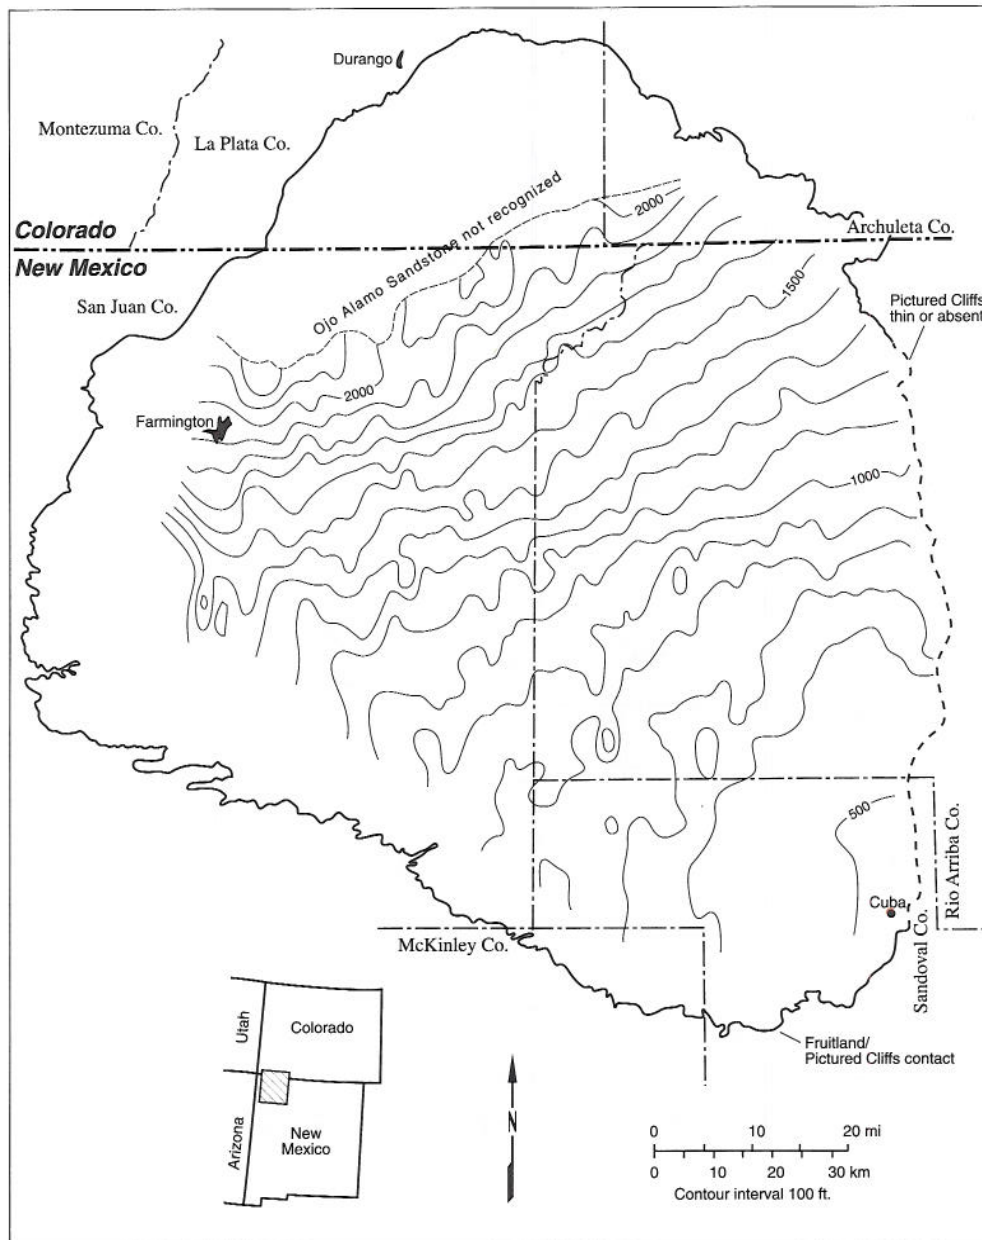 Durango
Montezuma Co.
La Plata Co.
Colorado
New Mexico
Archuleta Co.
San Juan Co.
Ojo Alamo Sandstone not recognized
2000
1500
Pictured Cliffs
thin or absent
2000
Farmington
1000
500
Cuba
Rio Arriba Co.
Sandoval Co.
McKinley Co.
Fruitland/
Pictured Cliffs contact
Utah
Colorado
Arizona
New
Mexico
N
0 10 20 mi
0 10 20 30 km
Contour interval 100 ft.